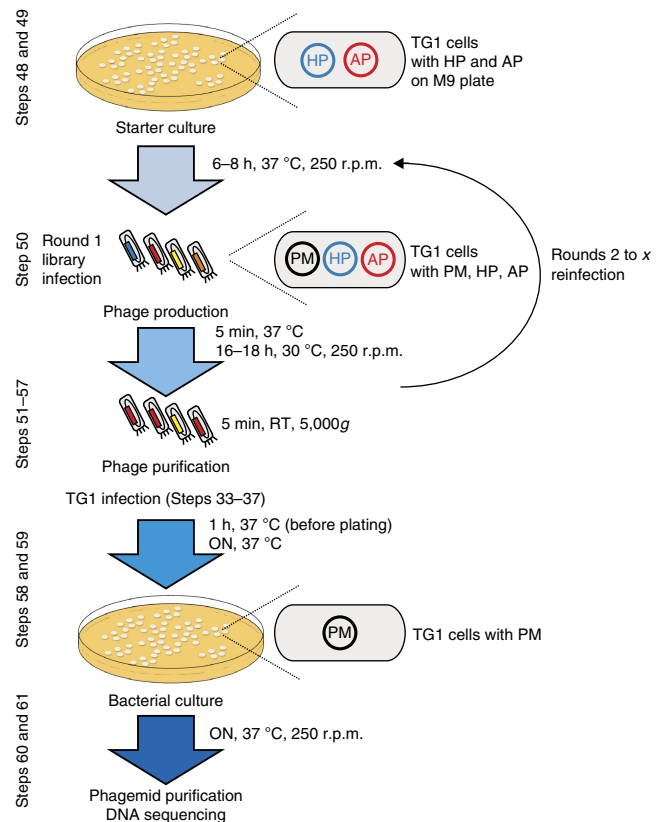 Steps 48 and 49
HP
AP
TG1 cells
with HP and AP
on M9 plate
Starter culture
6–8 h, 37 °C, 250 r.p.m.
Step 50
Round 1
library
infection
PM
HP
AP
TG1 cells
with PM, HP, AP
Rounds 2 to x
reinfection
Phage production
5 min, 37 °C
16–18 h, 30 °C, 250 r.p.m.
Steps 51–57
5 min, RT, 5,000g
Phage purification
TG1 infection (Steps 33–37)
1 h, 37 °C (before plating)
ON, 37 °C
Steps 58 and 59
PM
TG1 cells with PM
Bacterial culture
Steps 60 and 61
ON, 37 °C, 250 r.p.m.
Phagemid purification
DNA sequencing